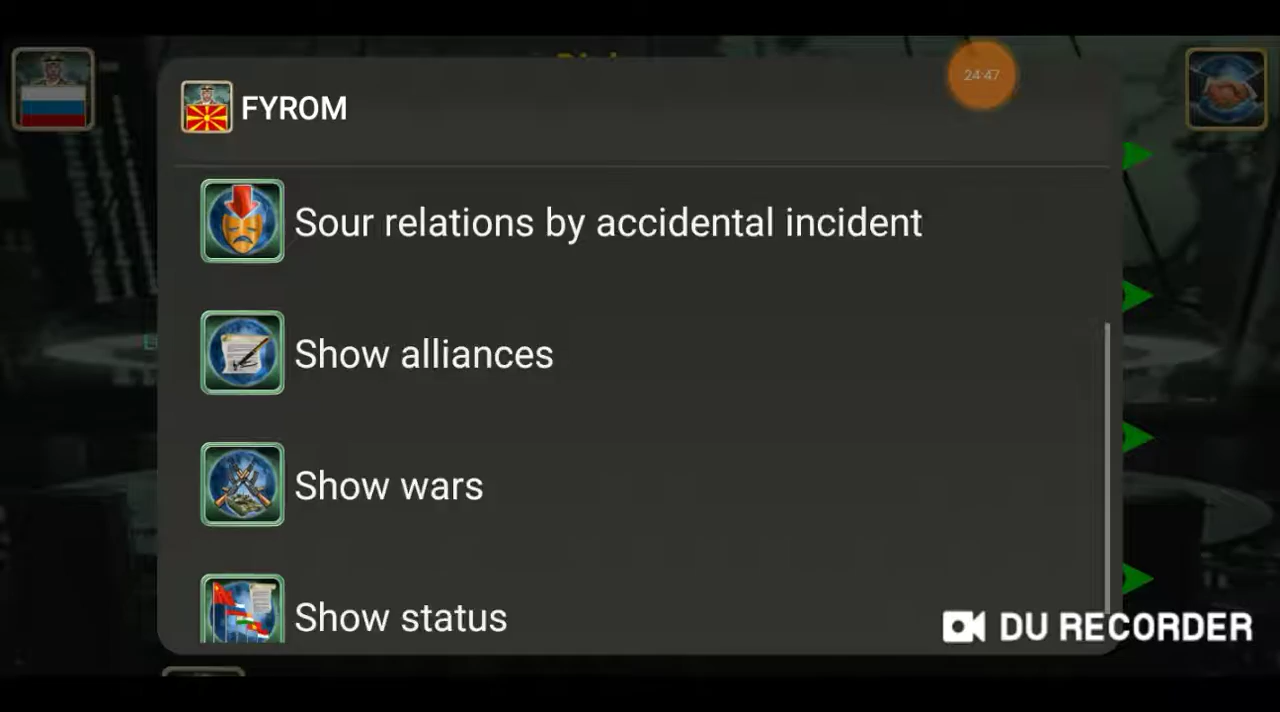 24:47
FYROM
Sour relations by accidental incident
Show alliances
Show wars
Show status
DU RECORDER